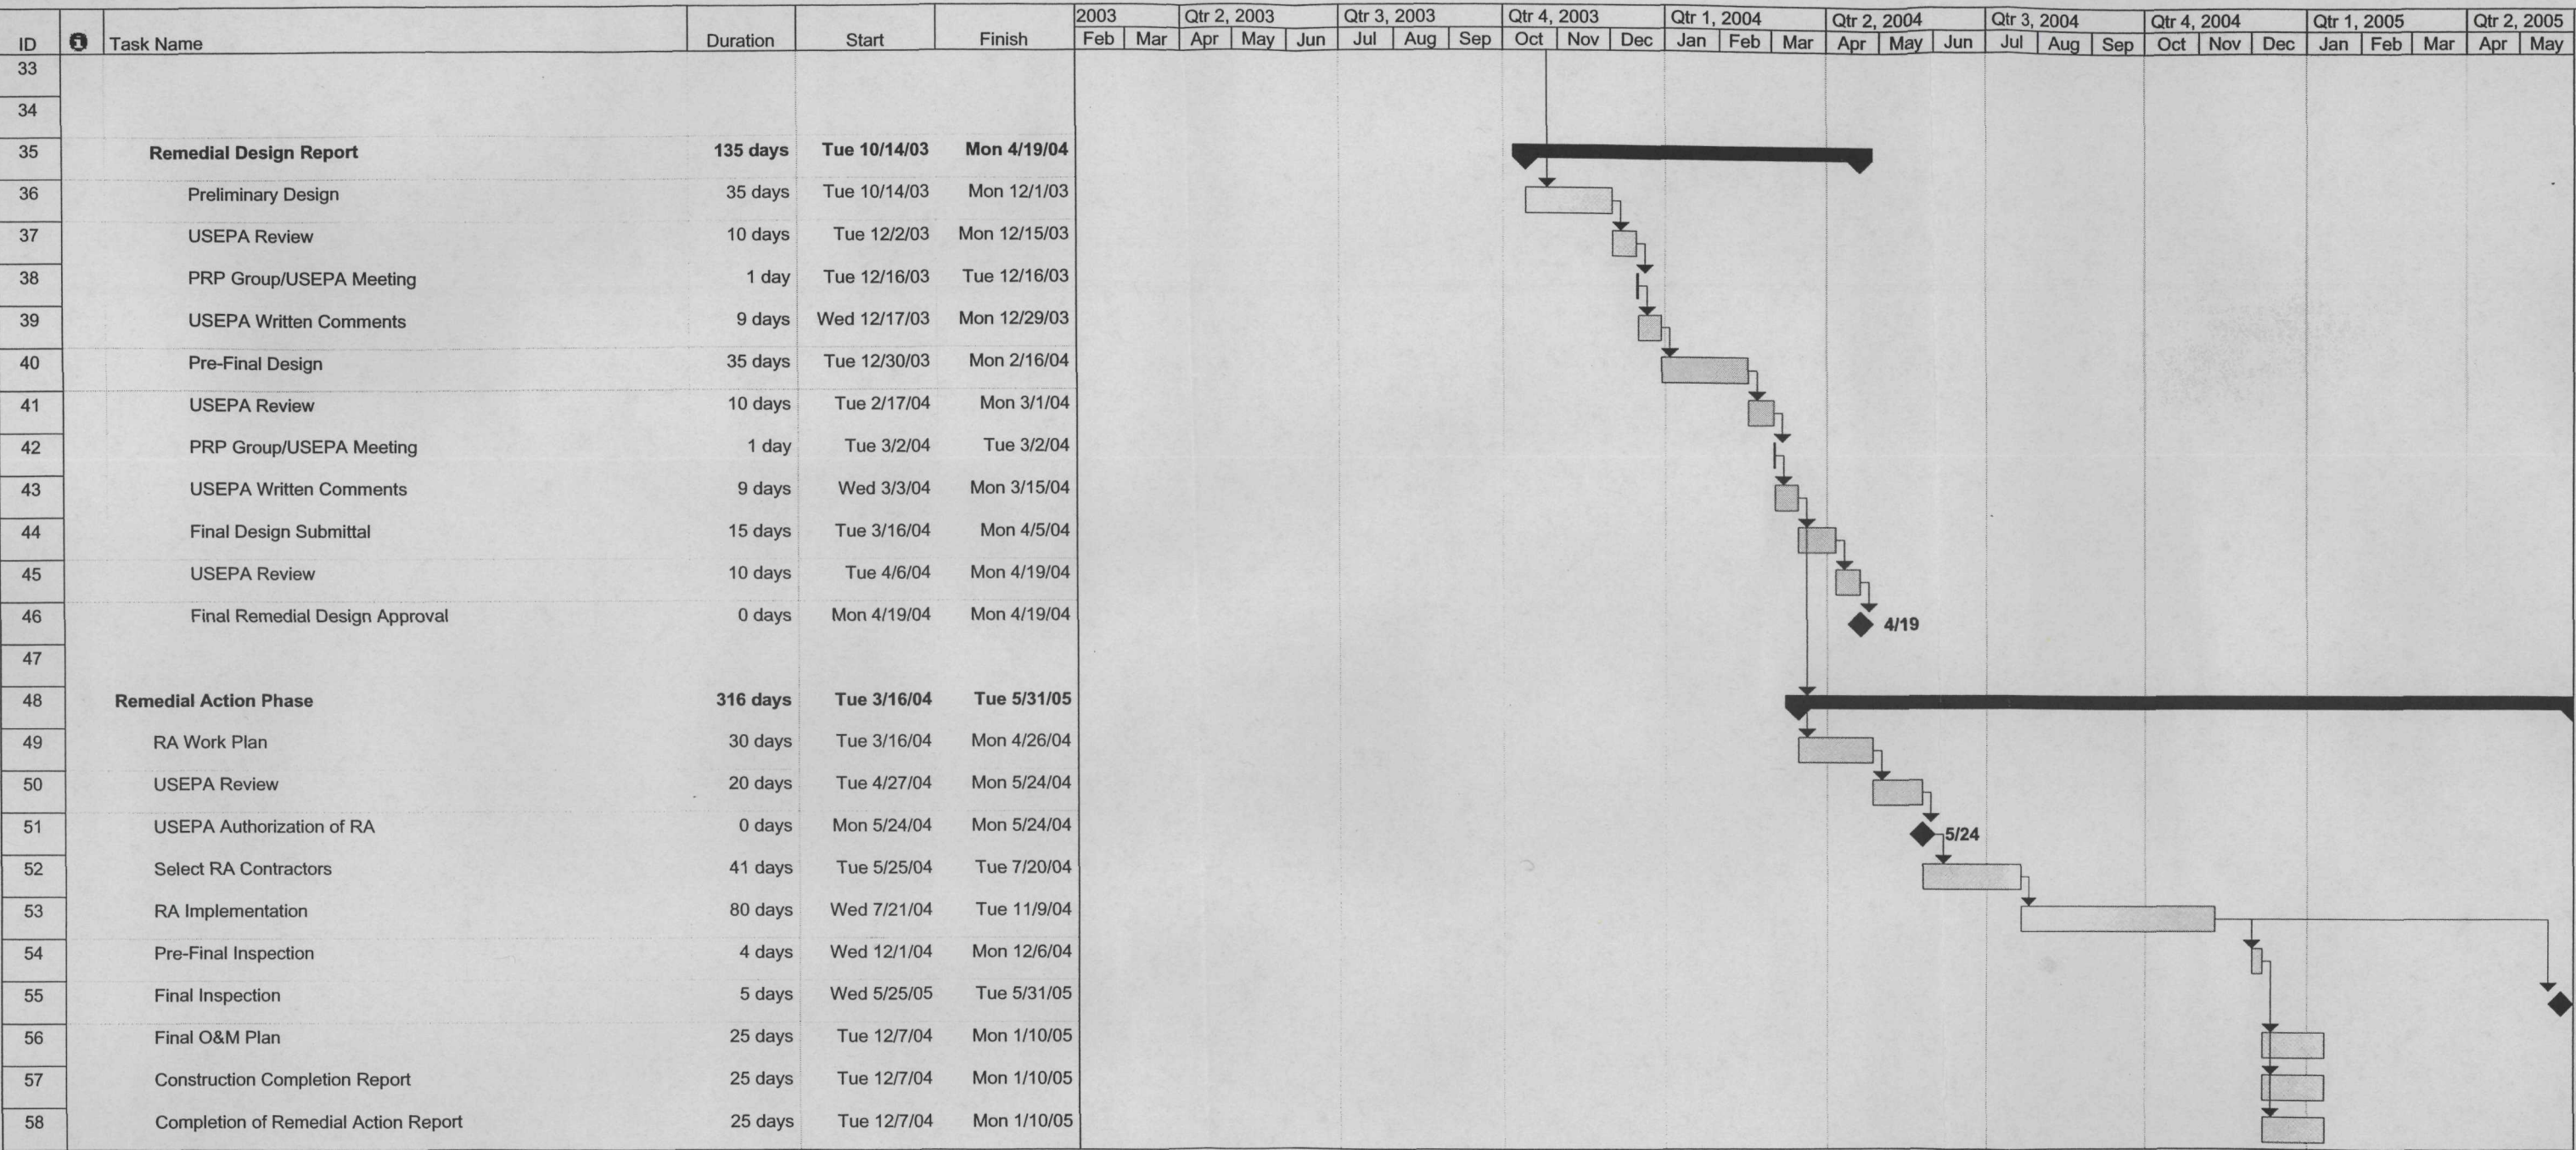 2003 Qtr 2, 2003 Qtr 3, 2003 Qtr 4, 2003 Qtr 1, 2004 Qtr 2, 2004 Qtr 3, 2004 Qtr 4, 2004 Qtr 1, 2005 Qtr 2, 2005
ID Task Name Duration Start Finish Feb Mar Apr May Jun Jul Aug Sep Oct Nov Dec Jan Feb Mar Apr May Jun Jul Aug Sep Oct Nov Dec Jan Feb Mar Apr May
33
34
35 Remedial Design Report 135 days Tue 10/14/03 Mon 4/19/04
36 Preliminary Design 35 days Tue 10/14/03 Mon 12/1/03
37 USEPA Review 10 days Tue 12/2/03 Mon 12/15/03
38 PRP Group/USEPA Meeting 1 day Tue 12/16/03 Tue 12/16/03
39 USEPA Written Comments 9 days Wed 12/17/03 Mon 12/29/03
40 Pre-Final Design 35 days Tue 12/30/03 Mon 2/16/04
41 USEPA Review 10 days Tue 2/17/04 Mon 3/1/04
42 PRP Group/USEPA Meeting 1 day Tue 3/2/04 Tue 3/2/04
43 USEPA Written Comments 9 days Wed 3/3/04 Mon 3/15/04
44 Final Design Submittal 15 days Tue 3/16/04 Mon 4/5/04
45 USEPA Review 10 days Tue 4/6/04 Mon 4/19/04
46 Final Remedial Design Approval 0 days Mon 4/19/04 Mon 4/19/04 4/19
47
48 Remedial Action Phase 316 days Tue 3/16/04 Tue 5/31/05
49 RA Work Plan 30 days Tue 3/16/04 Mon 4/26/04
50 USEPA Review 20 days Tue 4/27/04 Mon 5/24/04
51 USEPA Authorization of RA 0 days Mon 5/24/04 Mon 5/24/04 5/24
52 Select RA Contractors 41 days Tue 5/25/04 Tue 7/20/04
53 RA Implementation 80 days Wed 7/21/04 Tue 11/9/04
54 Pre-Final Inspection 4 days Wed 12/1/04 Mon 12/6/04
55 Final Inspection 5 days Wed 5/25/05 Tue 5/31/05
56 Final O&M Plan 25 days Tue 12/7/04 Mon 1/10/05
57 Construction Completion Report 25 days Tue 12/7/04 Mon 1/10/05
58 Completion of Remedial Action Report 25 days Tue 12/7/04 Mon 1/10/05